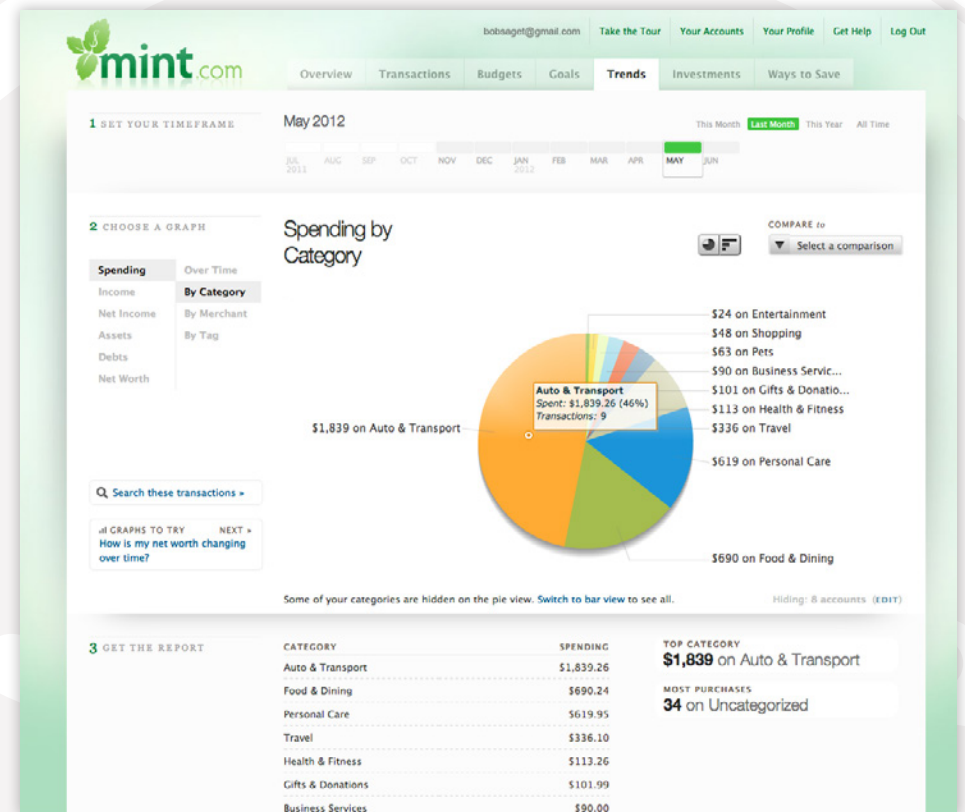 bobsaget@gmail.com Take the Tour Your Accounts Your Profile Get Help Log Out
mint.com
Overview Transactions Budgets Goals Trends Investments Ways to Save
1 SET YOUR TIMEFRAME
May 2012
This Month Last Month This Year All Time
JUL AUG SEP OCT NOV DEC JAN FEB MAR APR MAY JUN
2011 2012
2 CHOOSE A GRAPH
Spending by
Category
COMPARE to
Select a comparison
Spending Over Time
Income By Category
Net Income By Merchant
Assets By Tag
Debts
Net Worth
$24 on Entertainment
$48 on Shopping
$63 on Pets
$90 on Business Servic...
$101 on Gifts & Donatio...
$113 on Health & Fitness
$336 on Travel
$619 on Personal Care
$690 on Food & Dining
$1,839 on Auto & Transport
Auto & Transport
Spent: $1,839.26 (46%)
Transactions: 9
Search these transactions »
GRAPHS TO TRY NEXT »
How is my net worth changing
over time?
Some of your categories are hidden on the pie view. Switch to bar view to see all.
Hiding: 8 accounts (EDIT)
3 GET THE REPORT
CATEGORY SPENDING
Auto & Transport $1,839.26
Food & Dining $690.24
Personal Care $619.95
Travel $336.10
Health & Fitness $113.26
Gifts & Donations $101.99
Business Services $90.00
TOP CATEGORY
$1,839 on Auto & Transport
MOST PURCHASES
34 on Uncategorized